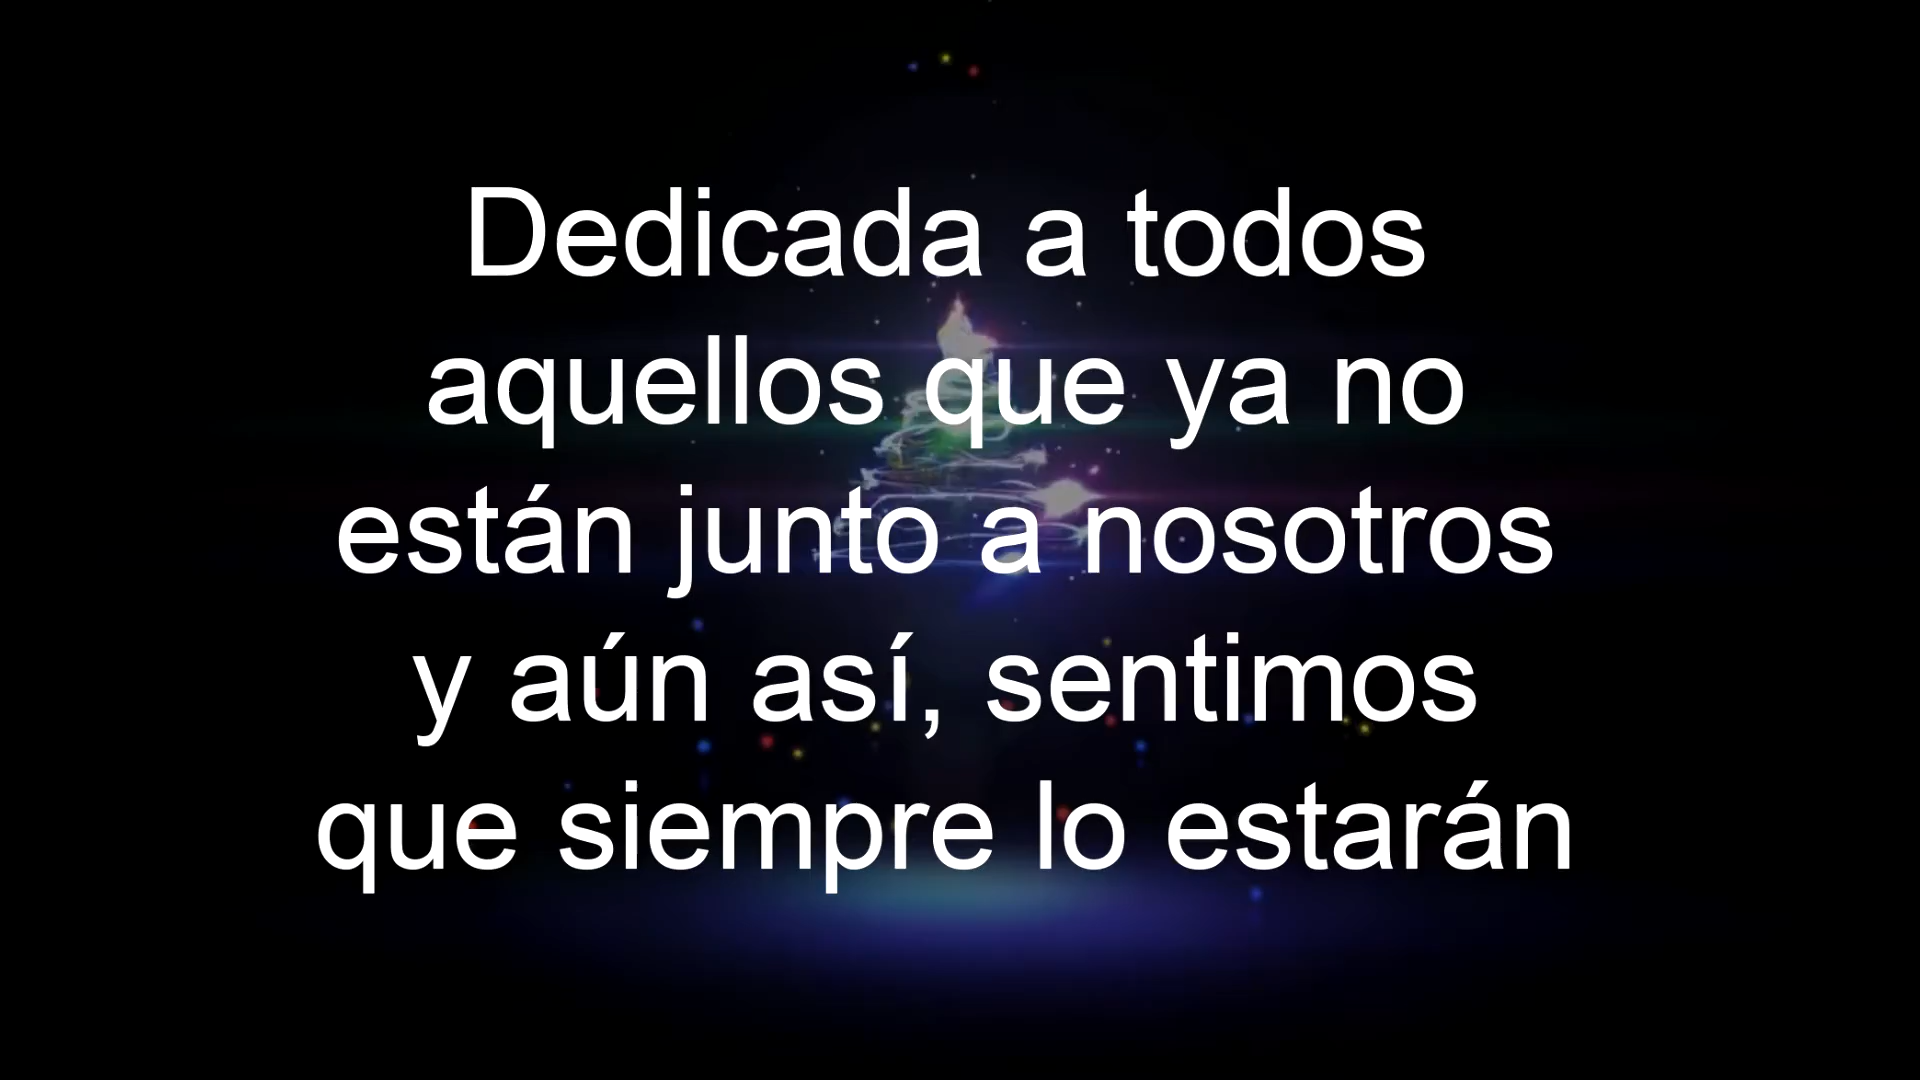 Dedicada a todos
aquellos que ya no
están junto a nosotros
y aún así, sentimos
que siempre lo estarán